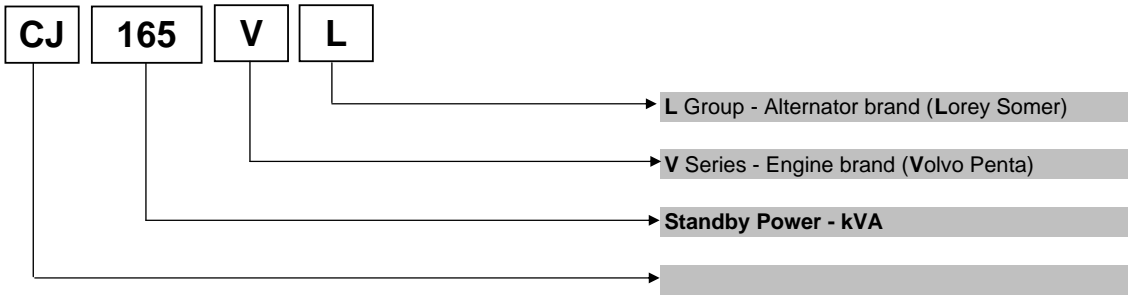 CJ 165 V L
L Group - Alternator brand (Lorey Somer)
V Series - Engine brand (Volvo Penta)
Standby Power - kVA